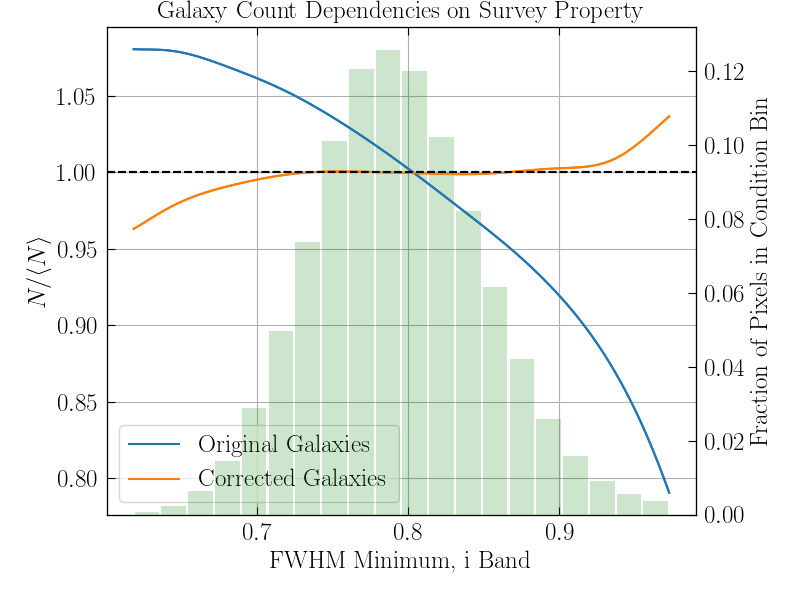 Galaxy Count Dependencies on Survey Property
N/⟨N⟩
1.05
1.00
0.95
0.90
0.85
0.80
0.12
0.10
0.08
0.06
0.04
0.02
0.00
Fraction of Pixels in Condition Bin
Original Galaxies
Corrected Galaxies
0.7 0.8 0.9
FWHM Minimum, i Band